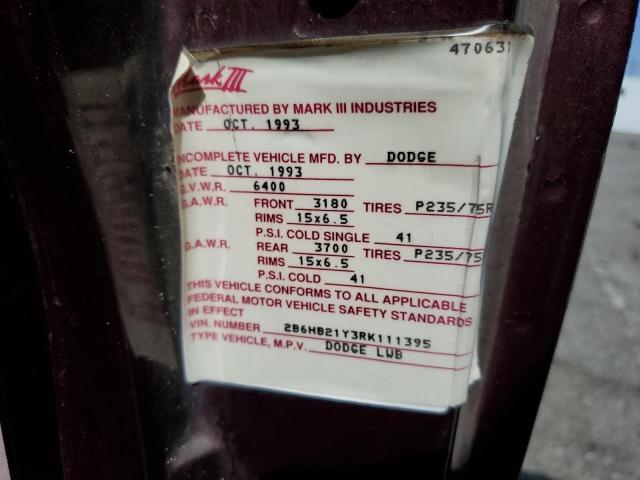 470631
Mark III
MANUFACTURED BY MARK III INDUSTRIES
DATE OCT. 1993
INCOMPLETE VEHICLE MFD. BY DODGE
DATE OCT. 1993
G.V.W.R. 6400
G.A.W.R. FRONT 3180 TIRES P235/75R
RIMS 15x6.5
P.S.I. COLD SINGLE 41
G.A.W.R. REAR 3700 TIRES P235/75
RIMS 15x6.5
P.S.I. COLD 41
THIS VEHICLE CONFORMS TO ALL APPLICABLE
FEDERAL MOTOR VEHICLE SAFETY STANDARDS
IN EFFECT
VIN. NUMBER 2B6HB21Y3RK111395
TYPE VEHICLE, M.P.V. DODGE LWB